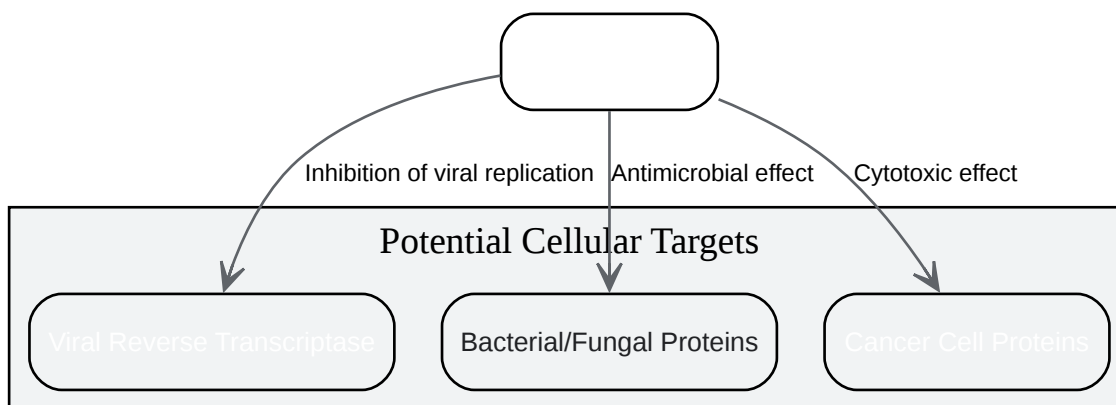 Inhibition of viral replication
Antimicrobial effect
Cytotoxic effect
Potential Cellular Targets
Viral Reverse Transcriptase
Bacterial/Fungal Proteins
Cancer Cell Proteins